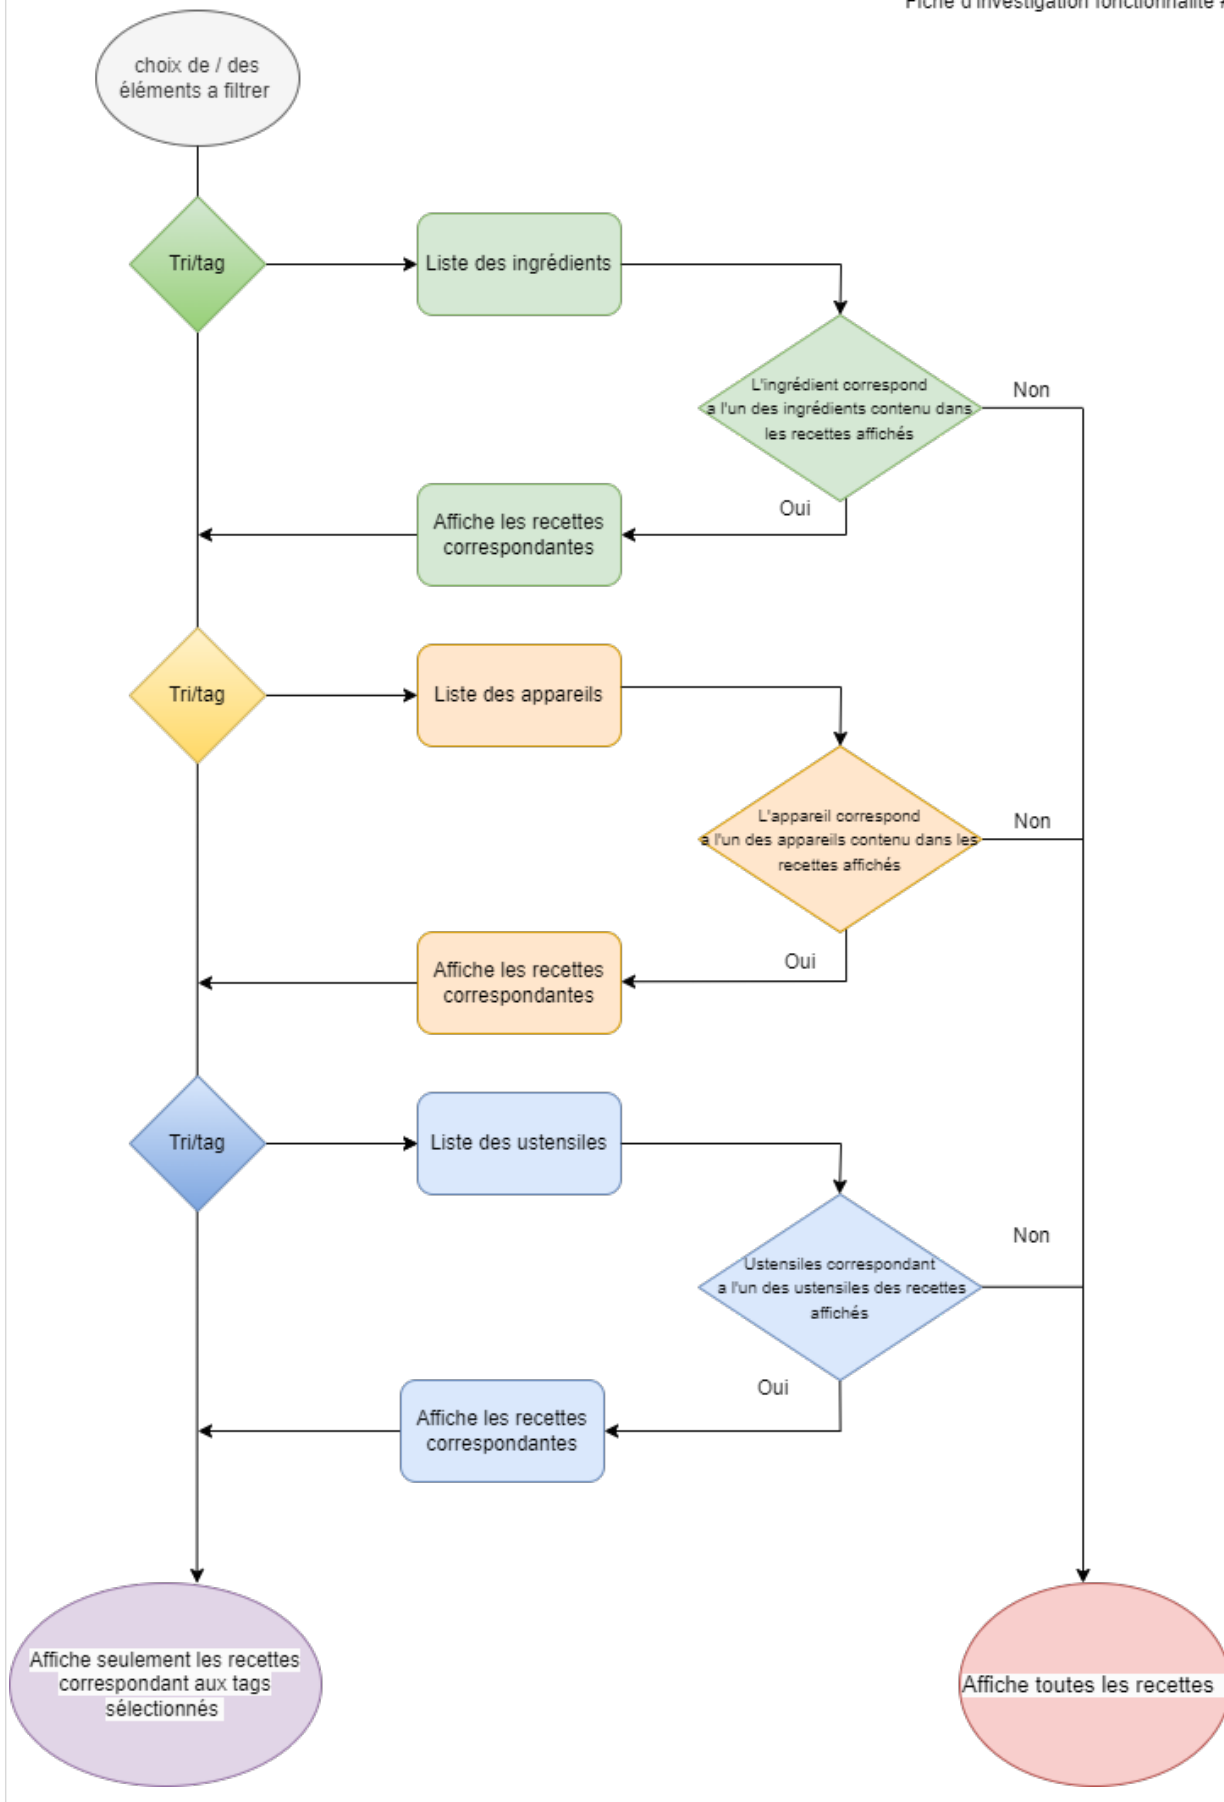 Fiche d'investigation fonctionnalité #
choix de / des
éléments a filtrer
Tri/tag
Liste des ingrédients
L'ingrédient correspond
a l'un des ingrédients contenu dans
les recettes affichés
Non
Oui
Affiche les recettes
correspondantes
Tri/tag
Liste des appareils
L'appareil correspond
a l'un des appareils contenu dans les
recettes affichés
Non
Oui
Affiche les recettes
correspondantes
Tri/tag
Liste des ustensiles
Ustensiles correspondant
a l'un des ustensiles des recettes
affichés
Non
Oui
Affiche les recettes
correspondantes
Affiche seulement les recettes
correspondant aux tags
sélectionnés
Affiche toutes les recettes